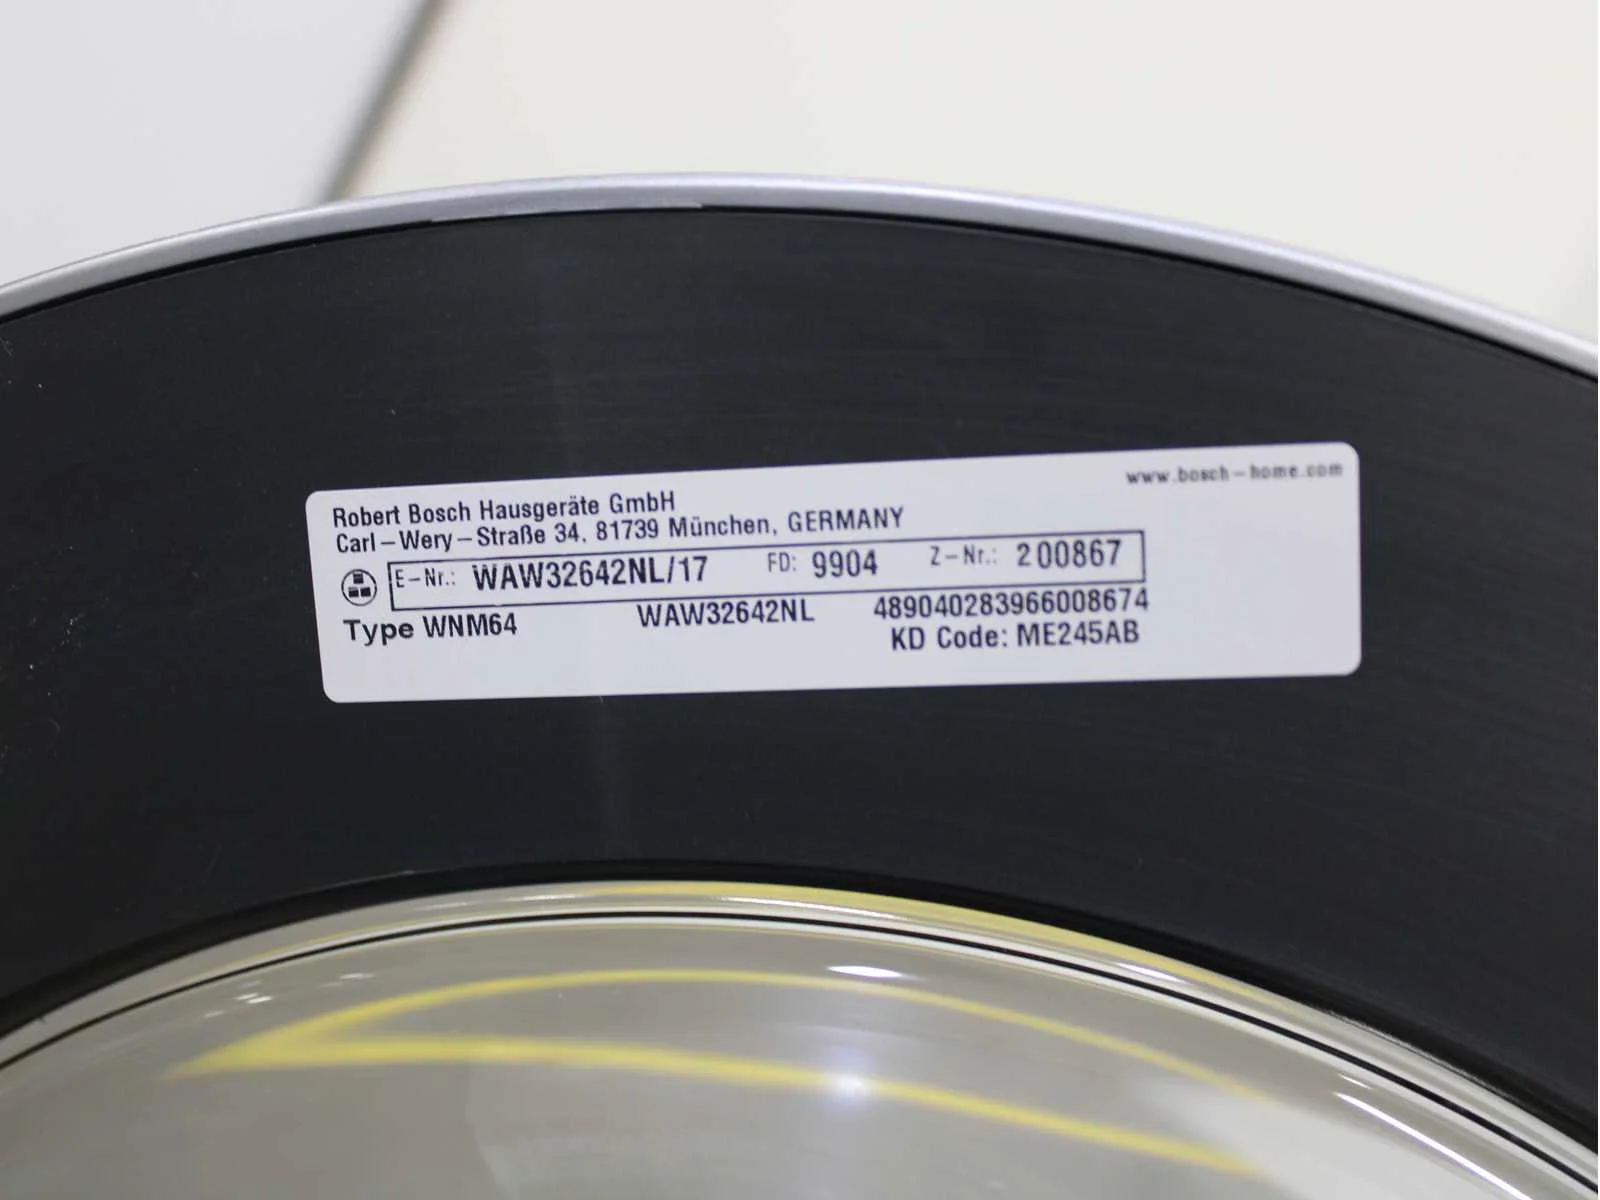 www.bosch-home.com
Robert Bosch Hausgeräte GmbH
Carl-Wery-Straße 34, 81739 München, GERMANY
E-Nr.: WAW32642NL/17 FD: 9904 Z-Nr.: 200867
Type WNM64 WAW32642NL 489040283966008674
KD Code: ME245AB